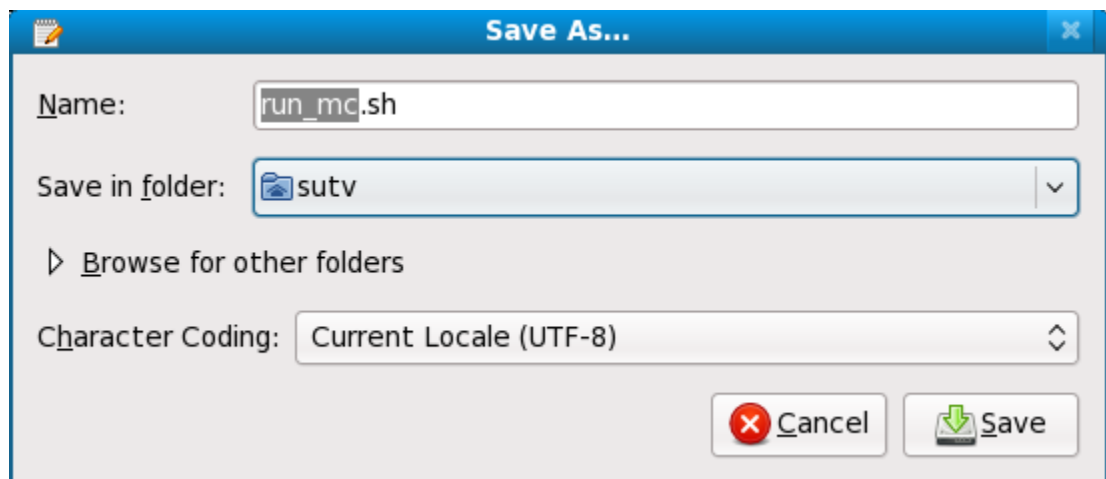 Save As...
Name: run_mc.sh
Save in folder: sutv
Browse for other folders
Character Coding: Current Locale (UTF-8)
Cancel Save